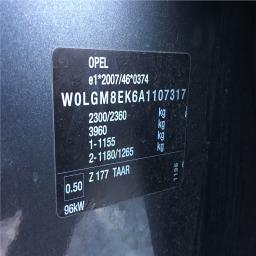 OPEL
e1*2007/46*0374
W0LGM8EK6A1107317
2300/2360 kg
3960 kg
1-1155 kg
2-1180/1265 kg
0.50 Z 177 TAAR
96kW
1196